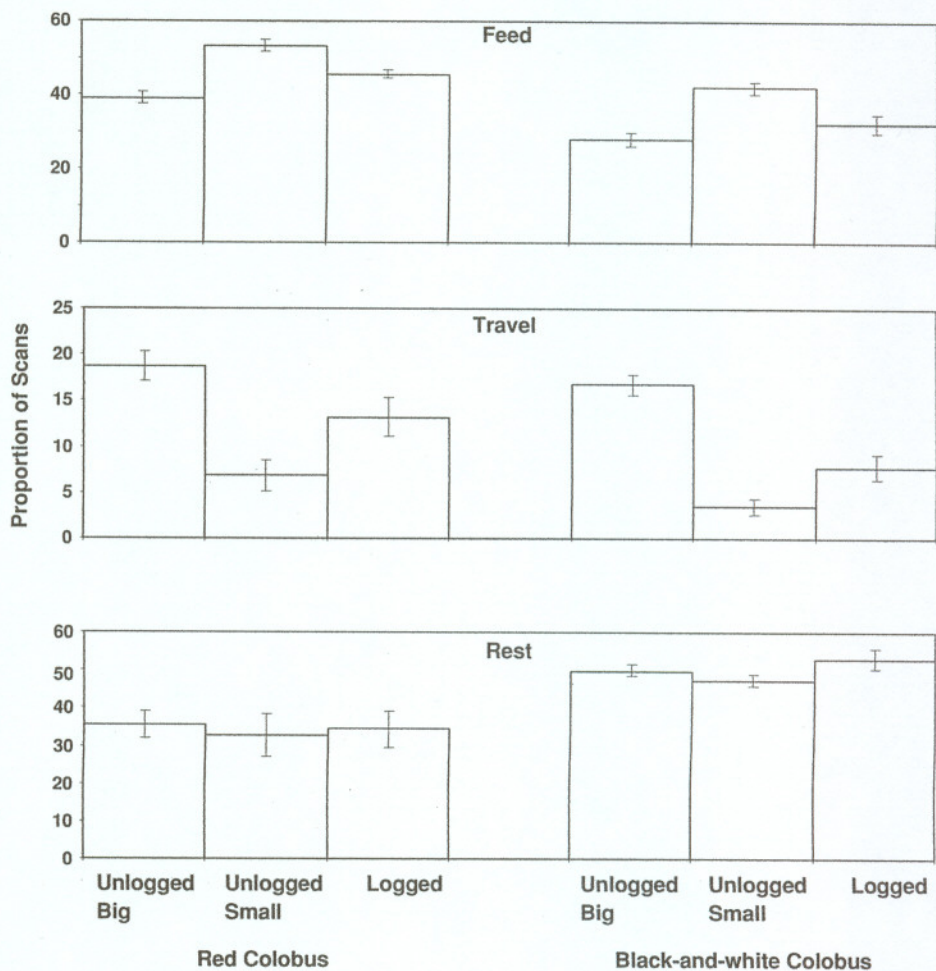 Proportion of Scans
Feed
60
40
20
0
Travel
25
20
15
10
5
0
Rest
60
50
40
30
20
10
0
Unlogged Big
Unlogged Small
Logged
Unlogged Big
Unlogged Small
Logged
Red Colobus
Black-and-white Colobus